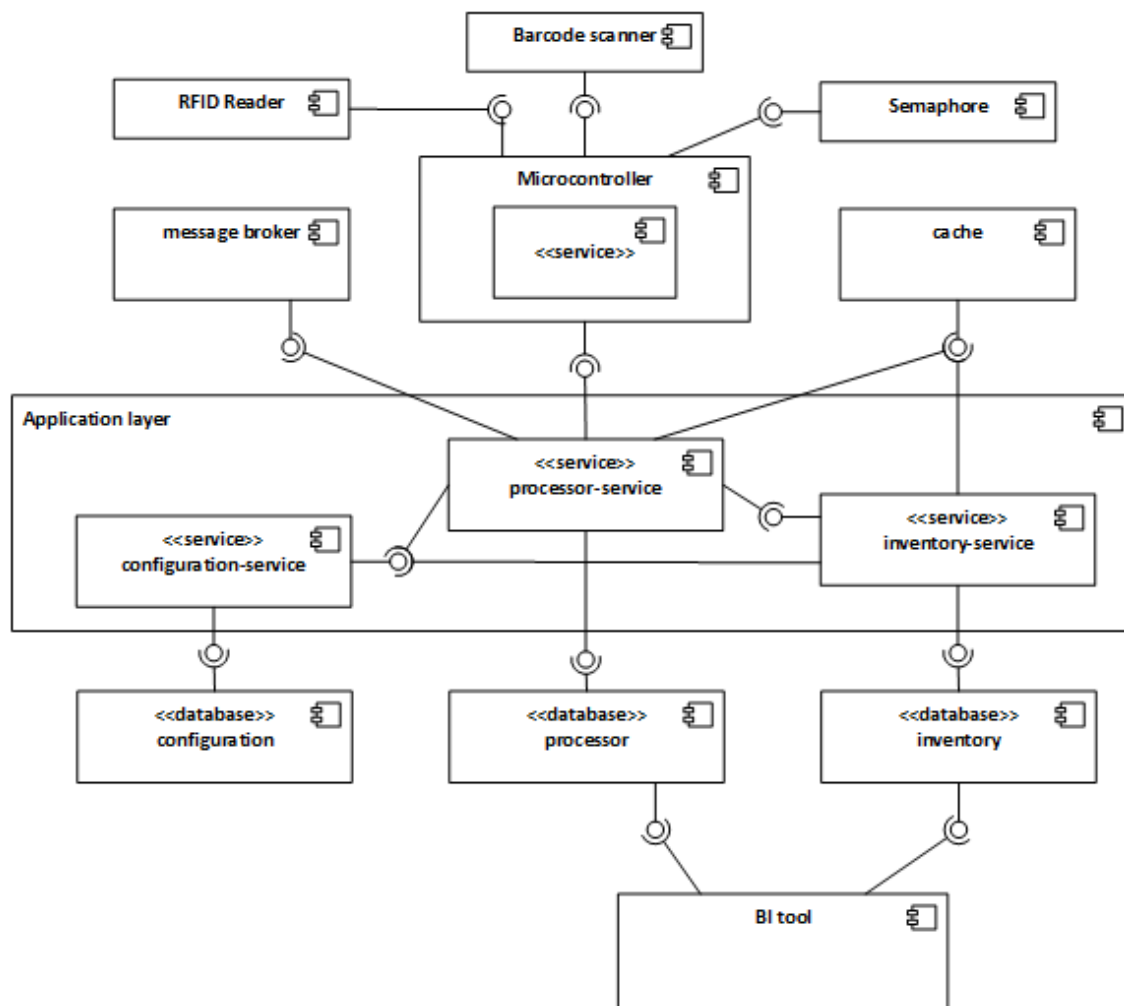 Barcode scanner
RFID Reader
Semaphore
Microcontroller
<<service>>
message broker
cache
Application layer
<<service>>
processor-service
<<service>>
inventory-service
<<service>>
configuration-service
<<database>>
configuration
<<database>>
processor
<<database>>
inventory
BI tool